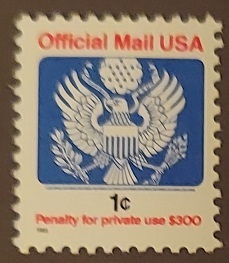 Official Mail USA
1¢
Penalty for private use $300